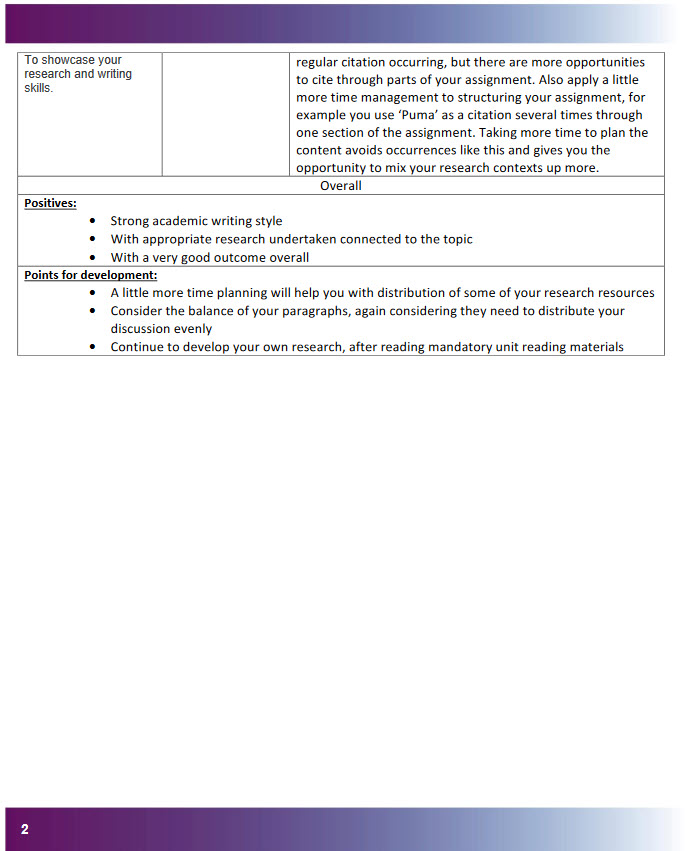 To showcase your
research and writing
skills.
regular citation occurring, but there are more opportunities
to cite through parts of your assignment. Also apply a little
more time management to structuring your assignment, for
example you use ‘Puma’ as a citation several times through
one section of the assignment. Taking more time to plan the
content avoids occurrences like this and gives you the
opportunity to mix your research contexts up more.
Overall
Positives:
• Strong academic writing style
• With appropriate research undertaken connected to the topic
• With a very good outcome overall
Points for development:
• A little more time planning will help you with distribution of some of your research resources
• Consider the balance of your paragraphs, again considering they need to distribute your
discussion evenly
• Continue to develop your own research, after reading mandatory unit reading materials
2